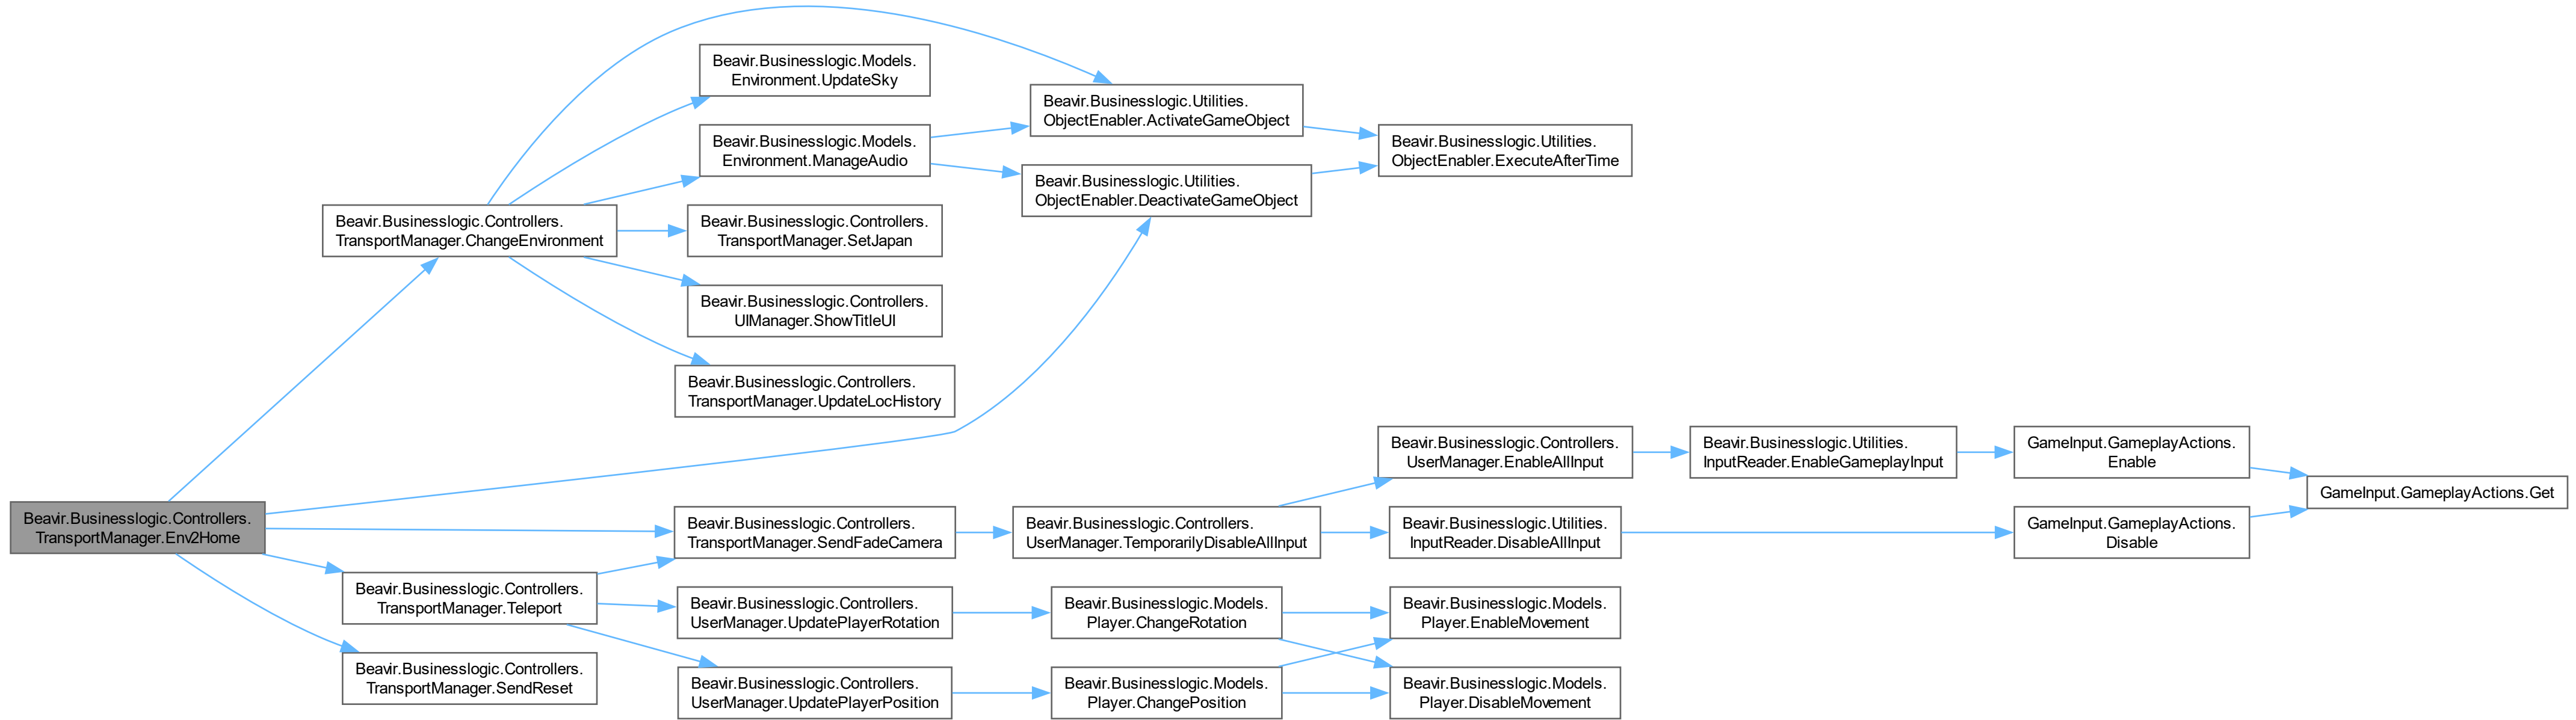 Beavir.Businesslogic.Controllers.
TransportManager.Env2Home
Beavir.Businesslogic.Controllers.
TransportManager.ChangeEnvironment
Beavir.Businesslogic.Models.
Environment.UpdateSky
Beavir.Businesslogic.Models.
Environment.ManageAudio
Beavir.Businesslogic.Controllers.
TransportManager.SetJapan
Beavir.Businesslogic.Controllers.
UIManager.ShowTitleUI
Beavir.Businesslogic.Controllers.
TransportManager.UpdateLocHistory
Beavir.Businesslogic.Utilities.
ObjectEnabler.ActivateGameObject
Beavir.Businesslogic.Utilities.
ObjectEnabler.DeactivateGameObject
Beavir.Businesslogic.Utilities.
ObjectEnabler.ExecuteAfterTime
Beavir.Businesslogic.Controllers.
TransportManager.SendFadeCamera
Beavir.Businesslogic.Controllers.
UserManager.TemporarilyDisableAllInput
Beavir.Businesslogic.Controllers.
UserManager.EnableAllInput
Beavir.Businesslogic.Utilities.
InputReader.EnableGameplayInput
GameInput.GameplayActions.
Enable
GameInput.GameplayActions.Get
Beavir.Businesslogic.Utilities.
InputReader.DisableAllInput
GameInput.GameplayActions.
Disable
Beavir.Businesslogic.Controllers.
TransportManager.Teleport
Beavir.Businesslogic.Controllers.
UserManager.UpdatePlayerRotation
Beavir.Businesslogic.Models.
Player.ChangeRotation
Beavir.Businesslogic.Models.
Player.EnableMovement
Beavir.Businesslogic.Controllers.
TransportManager.SendReset
Beavir.Businesslogic.Controllers.
UserManager.UpdatePlayerPosition
Beavir.Businesslogic.Models.
Player.ChangePosition
Beavir.Businesslogic.Models.
Player.DisableMovement